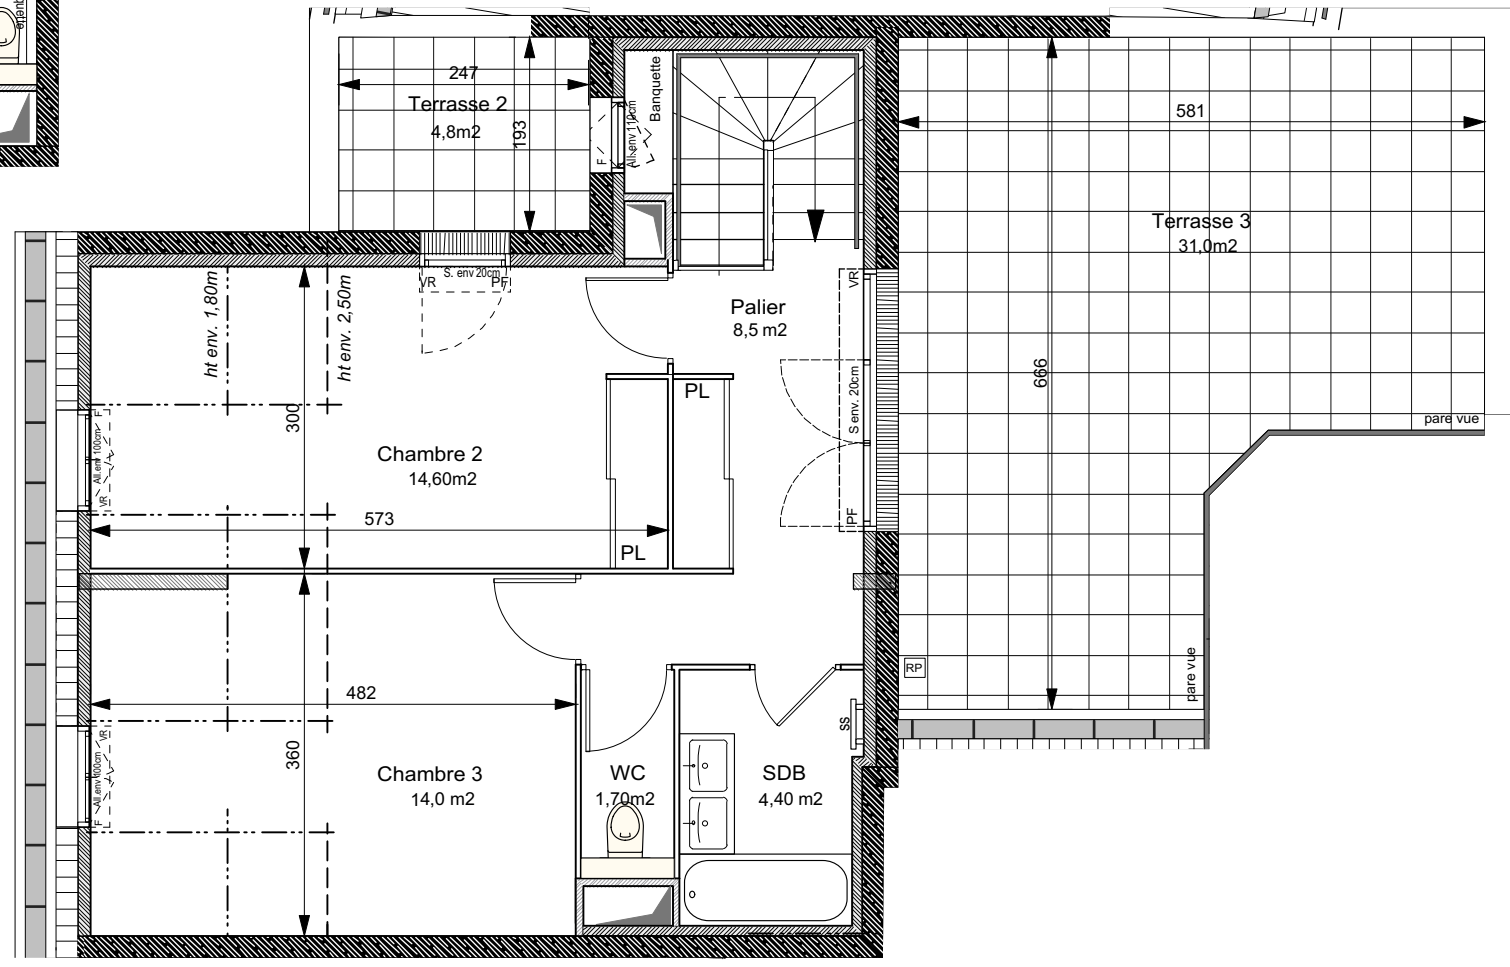 quette
247
Terrasse 2
4,8m2
193
Banquette
All. env 110cm
F
581
Terrasse 3
31,0m2
666
pare vue
pare vue
RP
ht env. 1,80m
ht env. 2,50m
S. env 20cm
VR
PF
Palier
8,5 m2
VR
S env. 20cm
PF
PL
PL
300
Chambre 2
14,60m2
573
F
All.env 100cm
VR
482
360
Chambre 3
14,0 m2
VR
All.env 100cm
F
WC
1,70m2
SDB
4,40 m2
SS